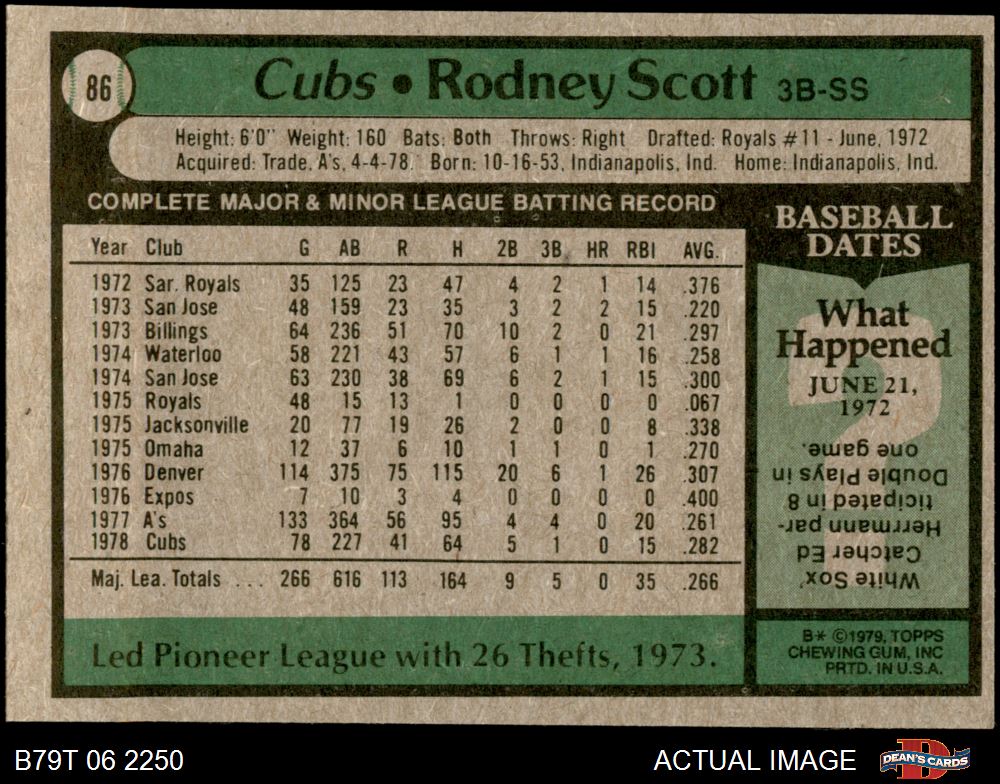 86
Cubs • Rodney Scott 3B-SS
Height: 6'0" Weight: 160 Bats: Both Throws: Right Drafted: Royals #11 - June, 1972
Acquired: Trade, A's, 4-4-78. Born: 10-16-53, Indianapolis, Ind. Home: Indianapolis, Ind.
COMPLETE MAJOR & MINOR LEAGUE BATTING RECORD
Year Club G AB R H 2B 3B HR RBI AVG.
1972 Sar. Royals 35 125 23 47 4 2 1 14 .376
1973 San Jose 48 159 23 35 3 2 2 15 .220
1973 Billings 64 236 51 70 10 2 0 21 .297
1974 Waterloo 58 221 43 57 6 1 1 16 .258
1974 San Jose 63 230 38 69 6 2 1 15 .300
1975 Royals 48 15 13 1 0 0 0 0 .067
1975 Jacksonville 20 77 19 26 2 0 0 8 .338
1975 Omaha 12 37 6 10 1 1 0 1 .270
1976 Denver 114 375 75 115 20 6 1 26 .307
1976 Expos 7 10 3 4 0 0 0 0 .400
1977 A's 133 364 56 95 4 4 0 20 .261
1978 Cubs 78 227 41 64 5 1 0 15 .282
Maj. Lea. Totals ... 266 616 113 164 9 5 0 35 .266
Led Pioneer League with 26 Thefts, 1973.
BASEBALL
DATES
What
Happened
JUNE 21,
1972
White Sox'
Catcher Ed
Herrmann par-
ticipated in 8
Double Plays in
one game.
B* ©1979, TOPPS
CHEWING GUM, INC
PRTD. IN U.S.A.
B79T 06 2250
ACTUAL IMAGE
D
DEAN'S CARDS